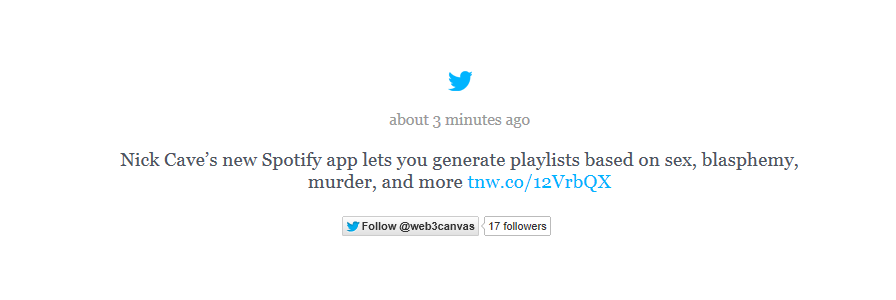 about 3 minutes ago
Nick Cave’s new Spotify app lets you generate playlists based on sex, blasphemy,
murder, and more tnw.co/12VrbQX
Follow @web3canvas 17 followers